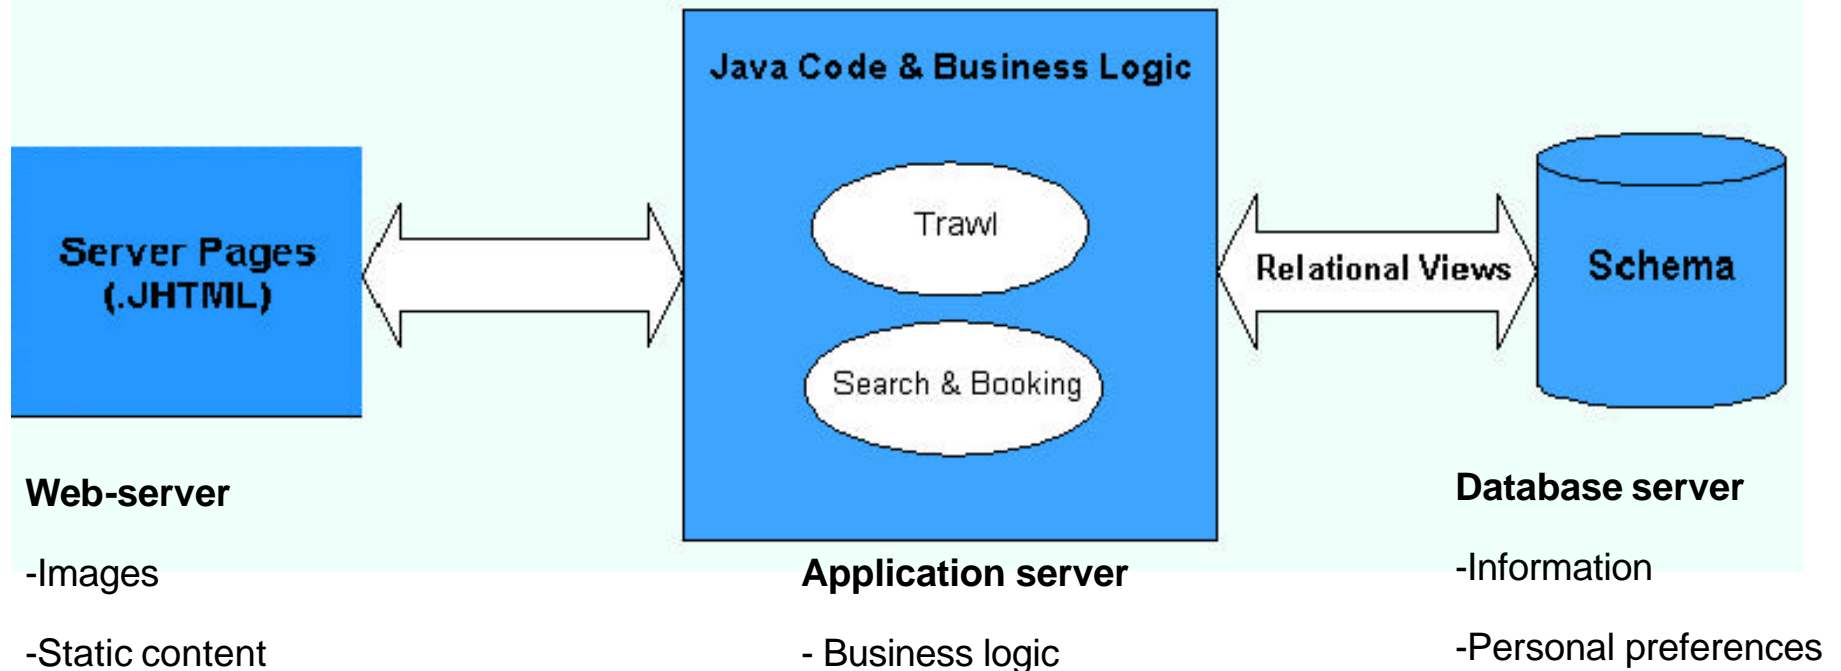 Java Code & Business Logic
Server Pages
(.JHTML)
Trawl
Search & Booking
Relational Views
Schema
Web-server
-Images
-Static content
Application server
- Business logic
Database server
-Information
-Personal preferences